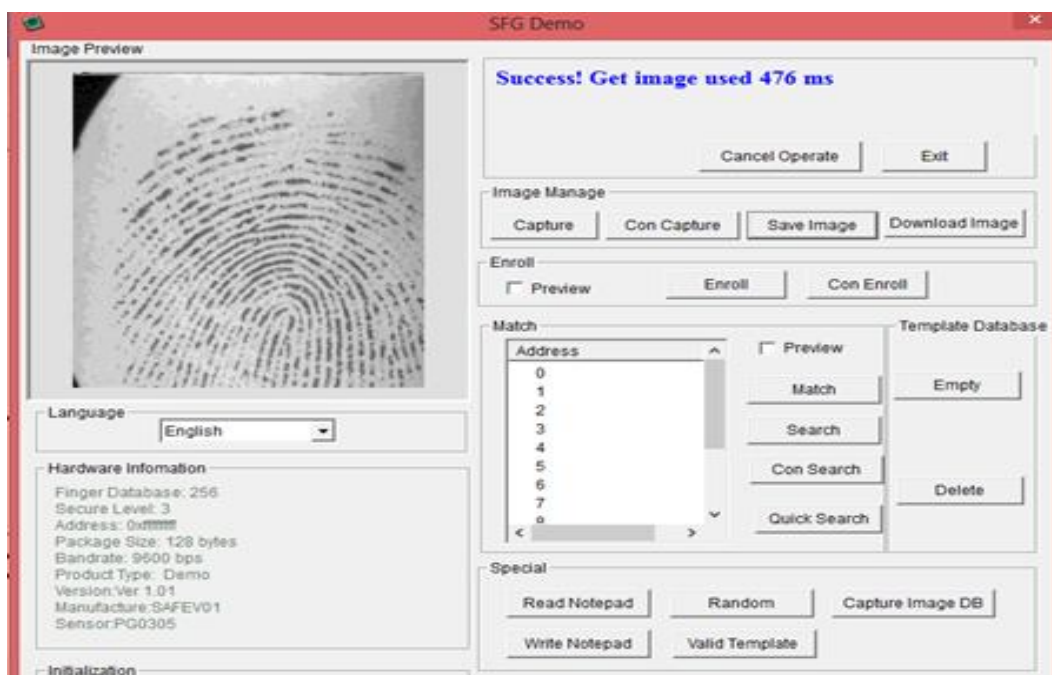 SFG Demo
Image Preview
Success! Get image used 476 ms
Cancel Operate
Exit
Image Manage
Capture
Con Capture
Save Image
Download Image
Enroll
Preview
Enroll
Con Enroll
Match
Address
0
1
2
3
4
5
6
7
Preview
Match
Search
Con Search
Quick Search
Template Database
Empty
Delete
Language
English
Hardware Infomation
Finger Database: 256
Secure Level: 3
Address: 0xffffffff
Package Size: 128 bytes
Bandrate: 9600 bps
Product Type: Demo
Version:Ver 1.01
Manufacture:SAFEV01
Sensor:PG0305
Special
Read Notepad
Random
Capture Image DB
Write Notepad
Valid Template
Initialization